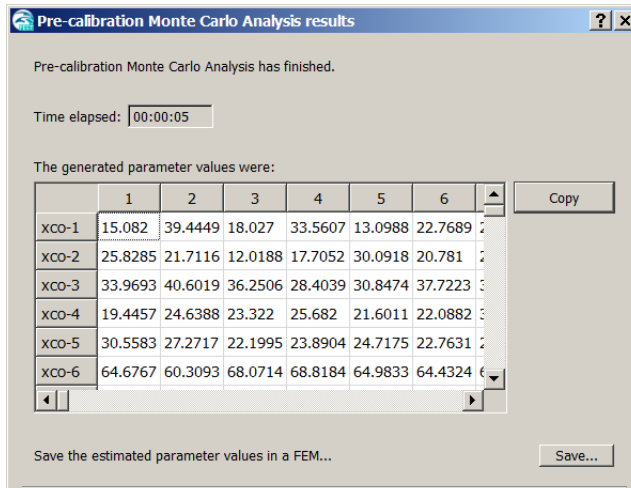 Pre-calibration Monte Carlo Analysis results
Pre-calibration Monte Carlo Analysis has finished.
Time elapsed: 00:00:05
The generated parameter values were:
1 2 3 4 5 6
Copy
xco-1 15.082 39.4449 18.027 33.5607 13.0988 22.7689
xco-2 25.8285 21.7116 12.0188 17.7052 30.0918 20.781
xco-3 33.9693 40.6019 36.2506 28.4039 30.8474 37.7223
xco-4 19.4457 24.6388 23.322 25.682 21.6011 22.0882
xco-5 30.5583 27.2717 22.1995 23.8904 24.7175 22.7631
xco-6 64.6767 60.3093 68.0714 68.8184 64.9833 64.4324
Save the estimated parameter values in a FEM...
Save...